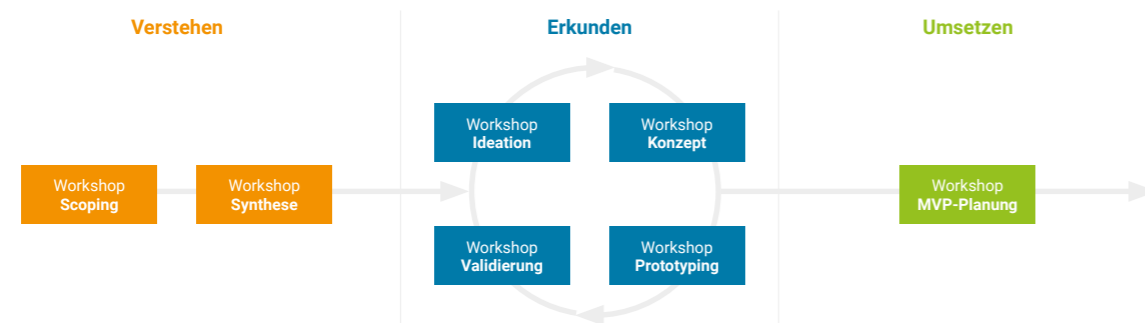 Verstehen
Erkunden
Umsetzen
Workshop
Scoping
Workshop
Synthese
Workshop
Ideation
Workshop
Konzept
Workshop
Validierung
Workshop
Prototyping
Workshop
MVP-Planung